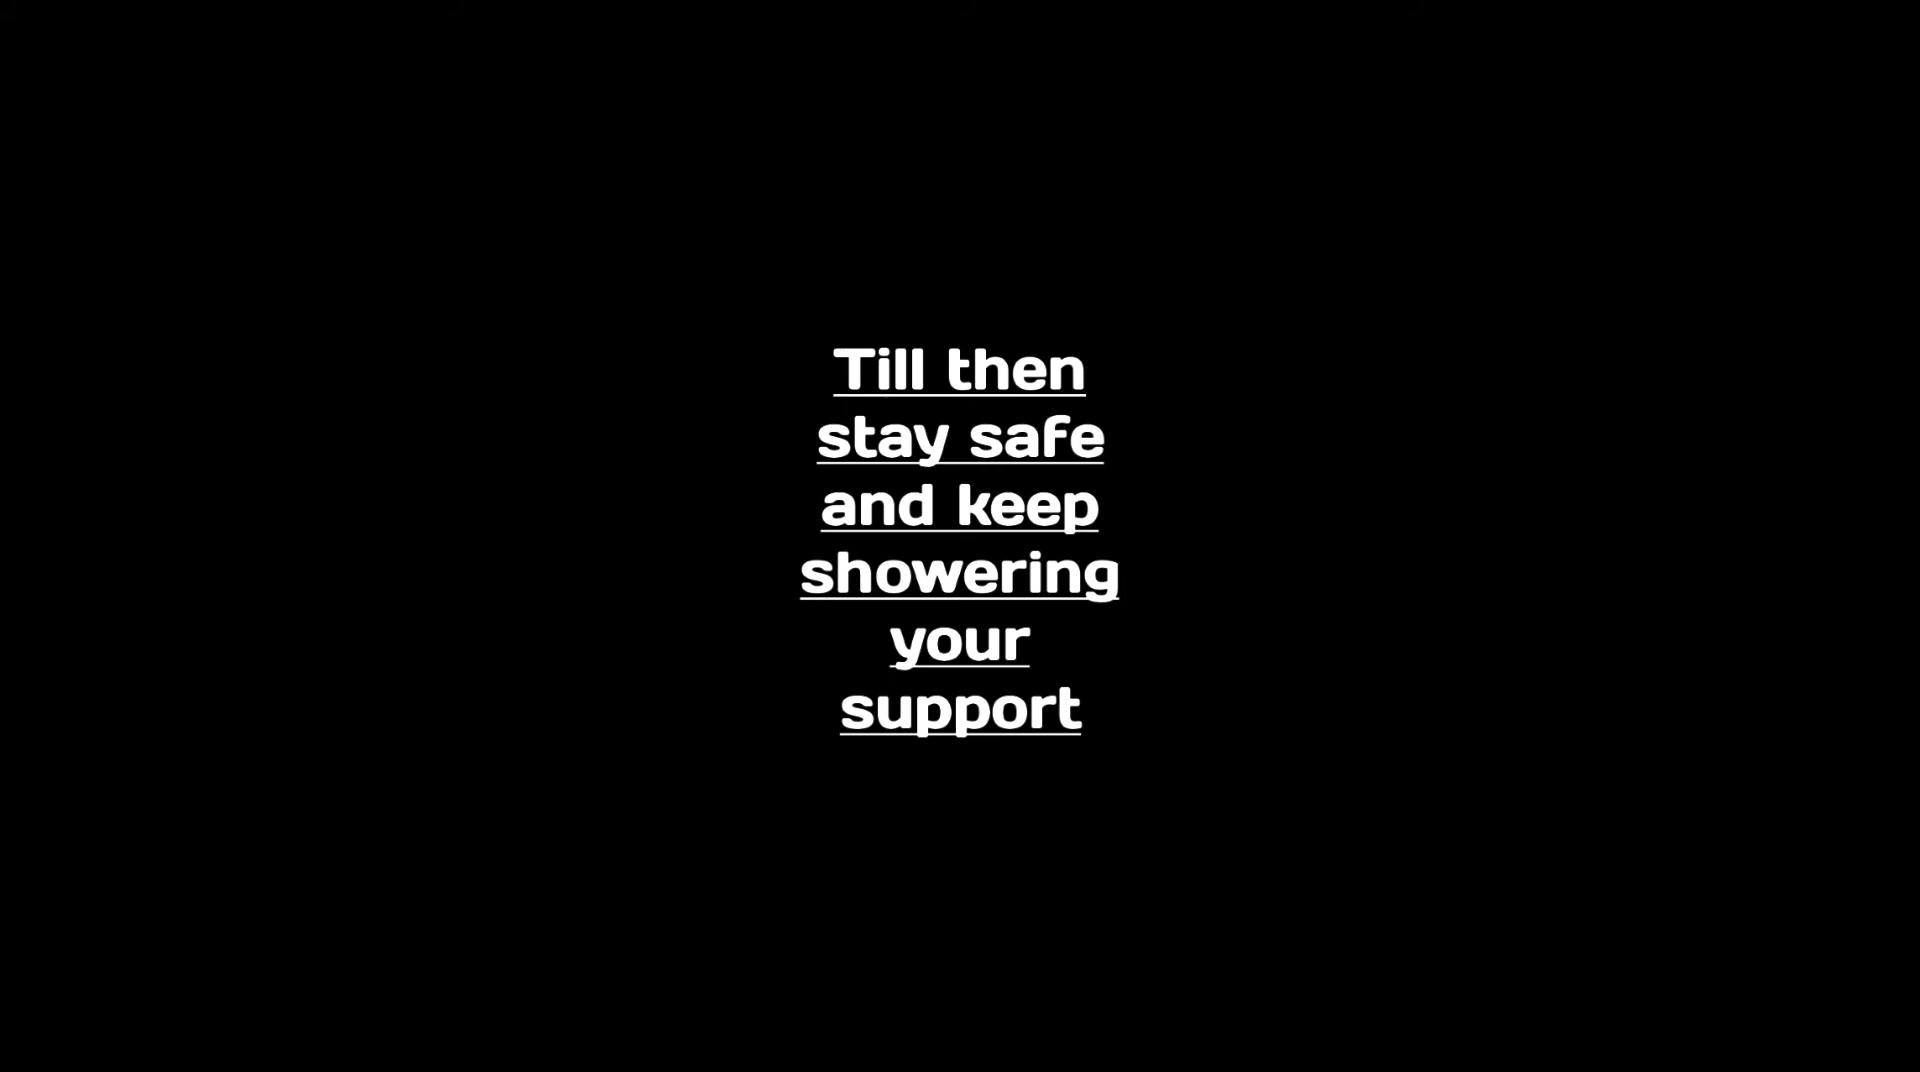 Till then
stay safe
and keep
showering
your
support